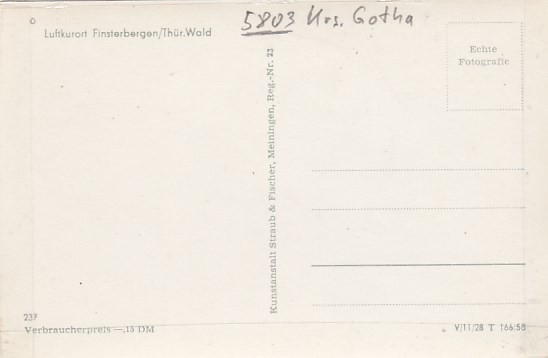 5803 Krs. Gotha
Luftkurort Finsterbergen/Thür.Wald
Echte
Fotografie
Kunstanstalt Straub & Fischer, Meiningen, Reg.-Nr. 23
237
Verbraucherpreis —,15 DM
V/11/28 T 166/58